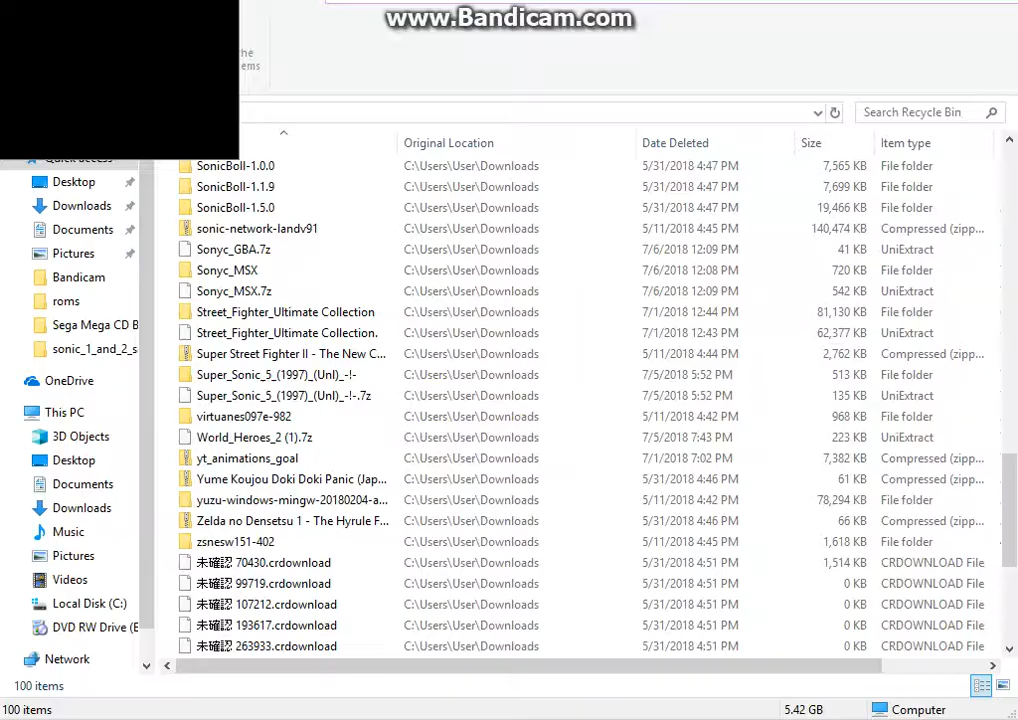 www.Bandicam.com
Search Recycle Bin
Original Location Date Deleted Size Item type
SonicBoll-1.0.0 C:\Users\User\Downloads 5/31/2018 4:47 PM 7,565 KB File folder
SonicBoll-1.1.9 C:\Users\User\Downloads 5/31/2018 4:47 PM 7,699 KB File folder
SonicBoll-1.5.0 C:\Users\User\Downloads 5/31/2018 4:47 PM 19,466 KB File folder
sonic-network-landv91 C:\Users\User\Downloads 5/11/2018 4:45 PM 140,474 KB Compressed (zipp...
Sonyc_GBA.7z C:\Users\User\Downloads 7/6/2018 12:09 PM 41 KB UniExtract
Sonyc_MSX C:\Users\User\Downloads 7/6/2018 12:08 PM 720 KB File folder
Sonyc_MSX.7z C:\Users\User\Downloads 7/6/2018 12:09 PM 542 KB UniExtract
Street_Fighter_Ultimate Collection C:\Users\User\Downloads 7/1/2018 12:44 PM 81,130 KB File folder
Street_Fighter_Ultimate Collection. C:\Users\User\Downloads 7/1/2018 12:43 PM 62,377 KB UniExtract
Super Street Fighter II - The New C... C:\Users\User\Downloads 5/11/2018 4:44 PM 2,762 KB Compressed (zipp...
Super_Sonic_5_(1997)_(Unl)_-!- C:\Users\User\Downloads 7/5/2018 5:52 PM 513 KB File folder
Super_Sonic_5_(1997)_(Unl)_-!-.7z C:\Users\User\Downloads 7/5/2018 5:52 PM 135 KB UniExtract
virtuanes097e-982 C:\Users\User\Downloads 5/11/2018 4:42 PM 968 KB File folder
World_Heroes_2 (1).7z C:\Users\User\Downloads 7/5/2018 7:43 PM 223 KB UniExtract
yt_animations_goal C:\Users\User\Downloads 7/1/2018 7:02 PM 7,382 KB Compressed (zipp...
Yume Koujou Doki Doki Panic (Jap... C:\Users\User\Downloads 5/31/2018 4:46 PM 61 KB Compressed (zipp...
yuzu-windows-mingw-20180204-a... C:\Users\User\Downloads 5/11/2018 4:42 PM 78,294 KB File folder
Zelda no Densetsu 1 - The Hyrule F... C:\Users\User\Downloads 5/31/2018 4:46 PM 66 KB Compressed (zipp...
zsnesw151-402 C:\Users\User\Downloads 5/11/2018 4:45 PM 1,618 KB File folder
未確認 70430.crdownload C:\Users\User\Downloads 5/31/2018 4:51 PM 1,514 KB CRDOWNLOAD File
未確認 99719.crdownload C:\Users\User\Downloads 5/31/2018 4:51 PM 0 KB CRDOWNLOAD File
未確認 107212.crdownload C:\Users\User\Downloads 5/31/2018 4:51 PM 0 KB CRDOWNLOAD File
未確認 193617.crdownload C:\Users\User\Downloads 5/31/2018 4:51 PM 0 KB CRDOWNLOAD File
未確認 263933.crdownload C:\Users\User\Downloads 5/31/2018 4:51 PM 0 KB CRDOWNLOAD File
Quick access
Desktop
Downloads
Documents
Pictures
Bandicam
roms
Sega Mega CD B
sonic_1_and_2_s
OneDrive
This PC
3D Objects
Desktop
Documents
Downloads
Music
Pictures
Videos
Local Disk (C:)
DVD RW Drive (E
Network
100 items
100 items 5.42 GB Computer